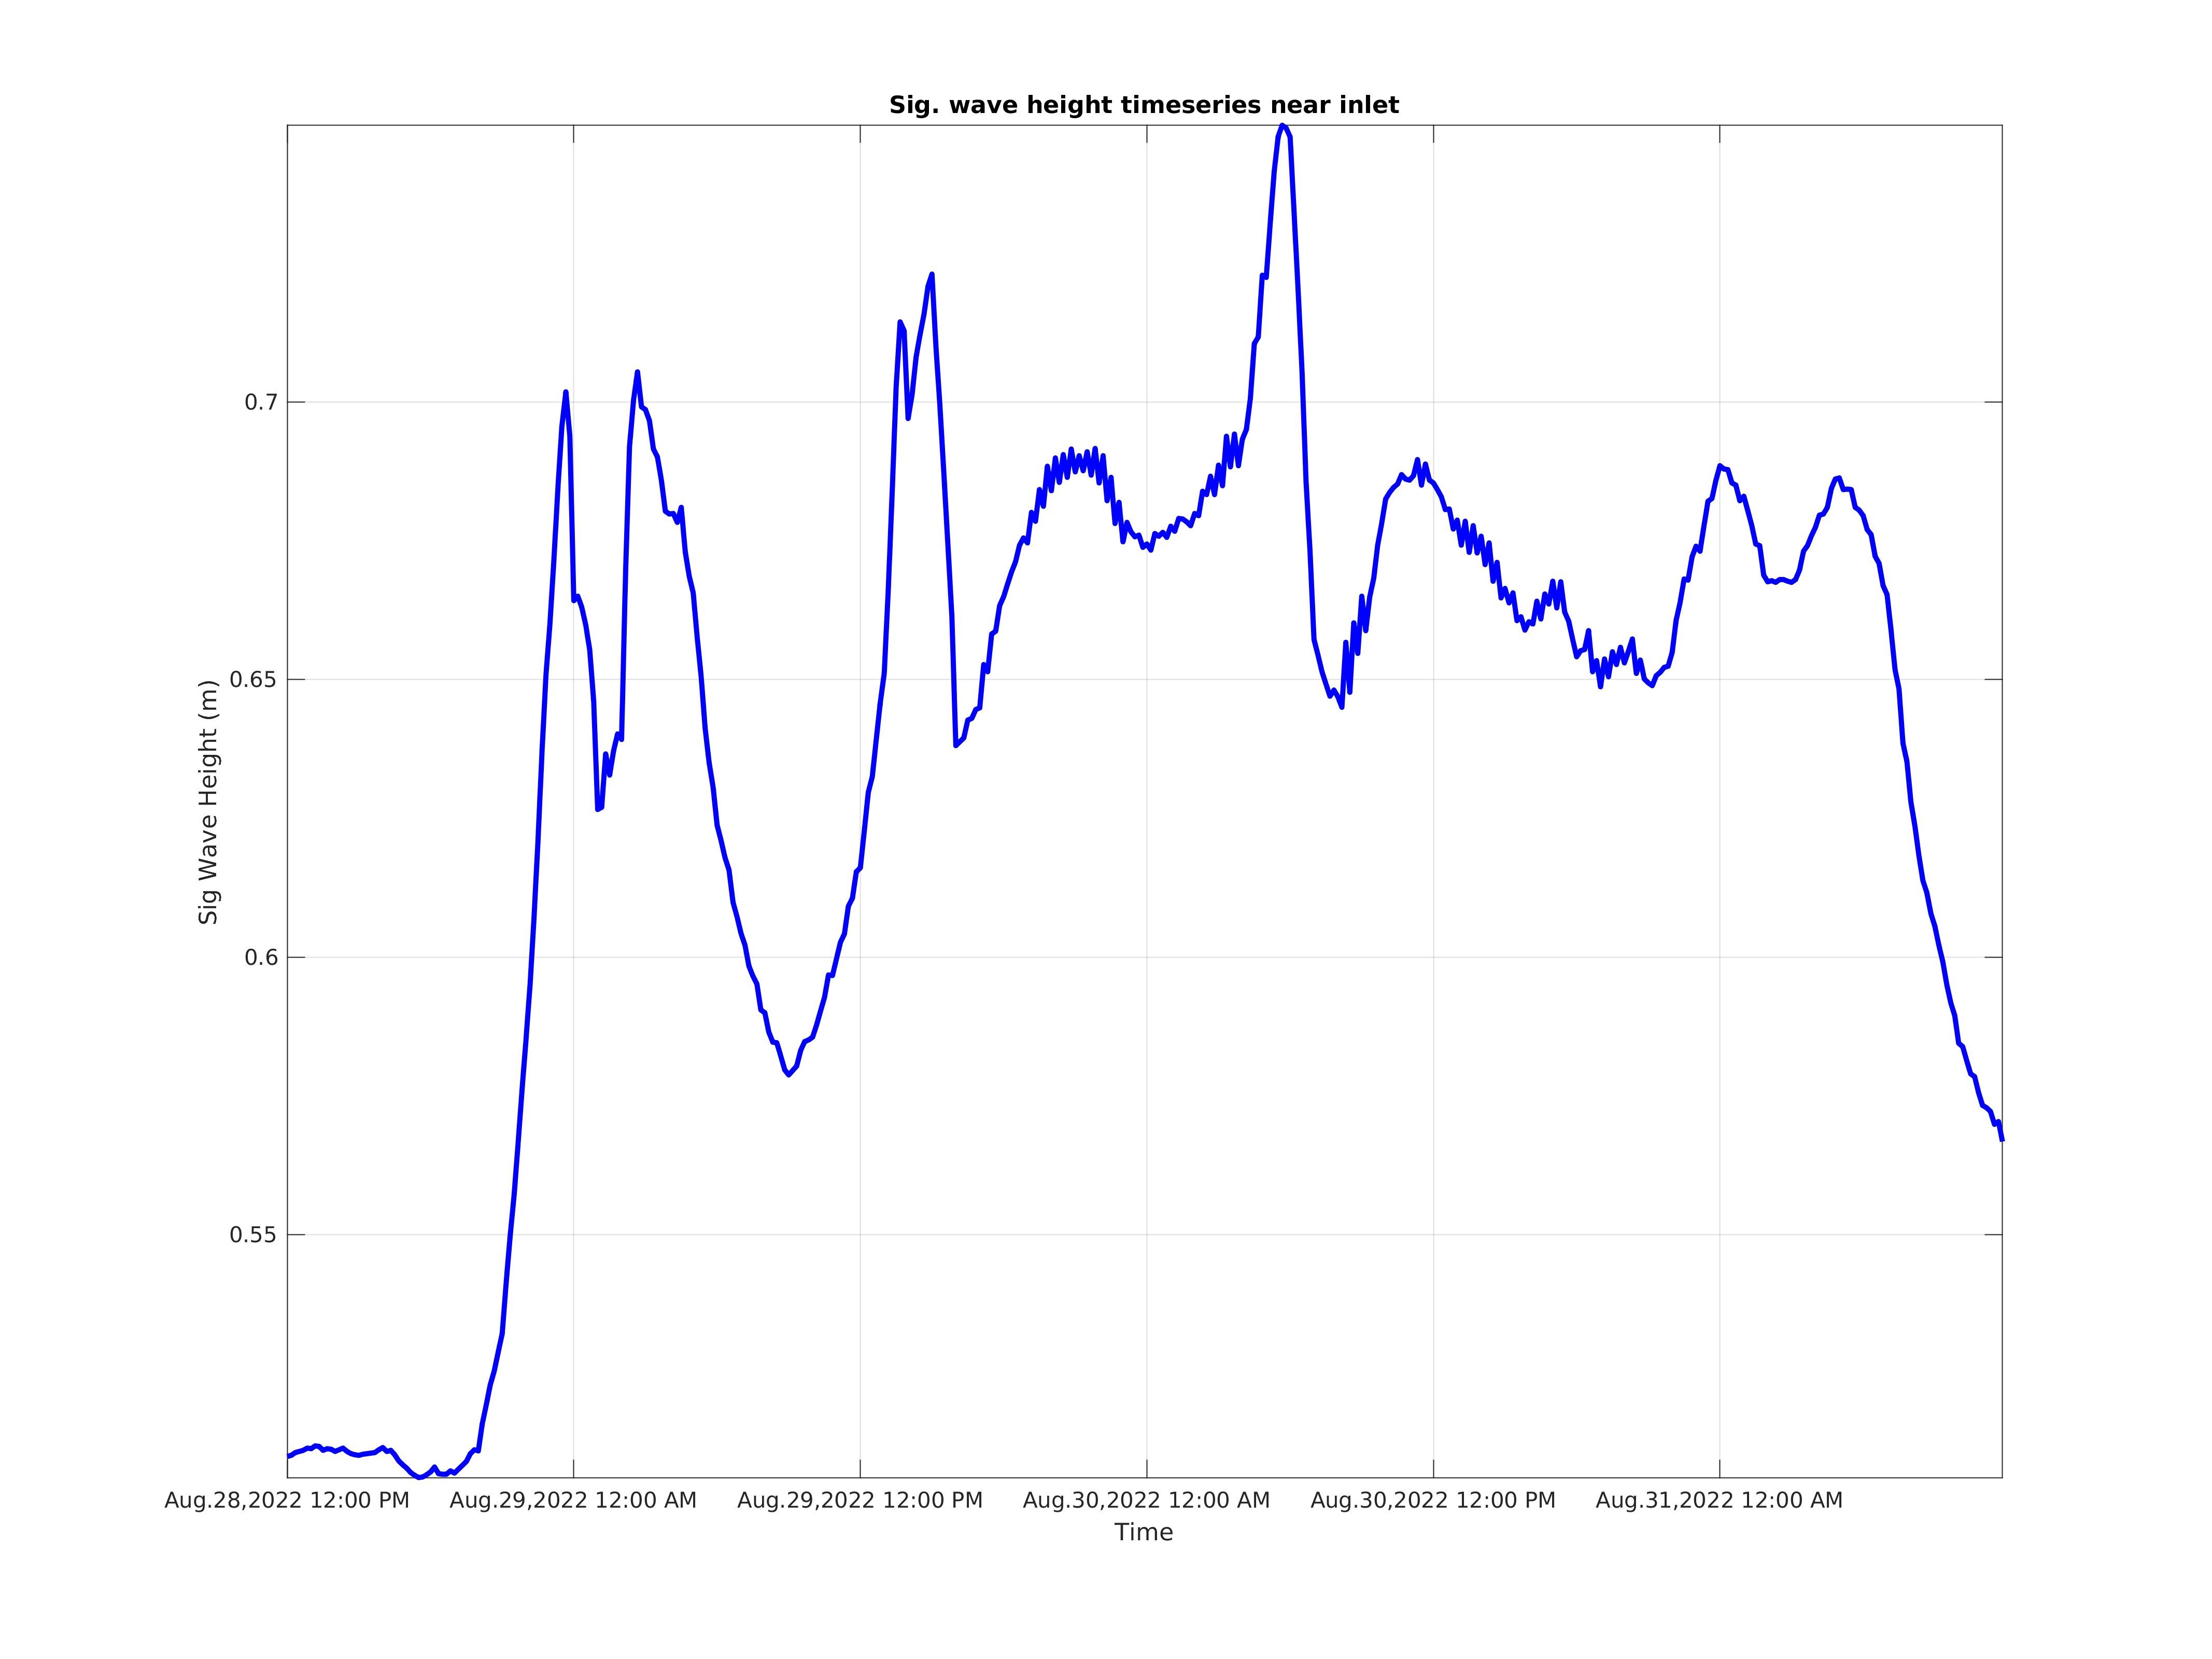 Sig. wave height timeseries near inlet
Sig Wave Height (m)
0.7
0.65
0.6
0.55
Aug.28,2022 12:00 PM
Aug.29,2022 12:00 AM
Aug.29,2022 12:00 PM
Aug.30,2022 12:00 AM
Aug.30,2022 12:00 PM
Aug.31,2022 12:00 AM
Time